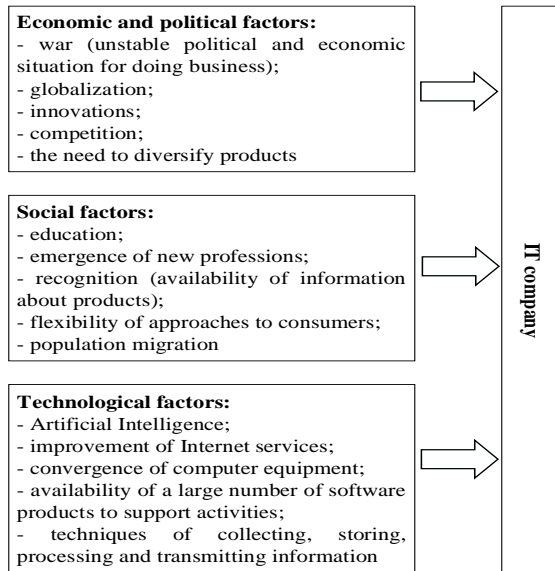 Economic and political factors:
- war (unstable political and economic
situation for doing business);
- globalization;
- innovations;
- competition;
- the need to diversify products
Social factors:
- education;
- emergence of new professions;
- recognition (availability of information
about products);
- flexibility of approaches to consumers;
- population migration
Technological factors:
- Artificial Intelligence;
- improvement of Internet services;
- convergence of computer equipment;
- availability of a large number of software
products to support activities;
- techniques of collecting, storing,
processing and transmitting information
IT company